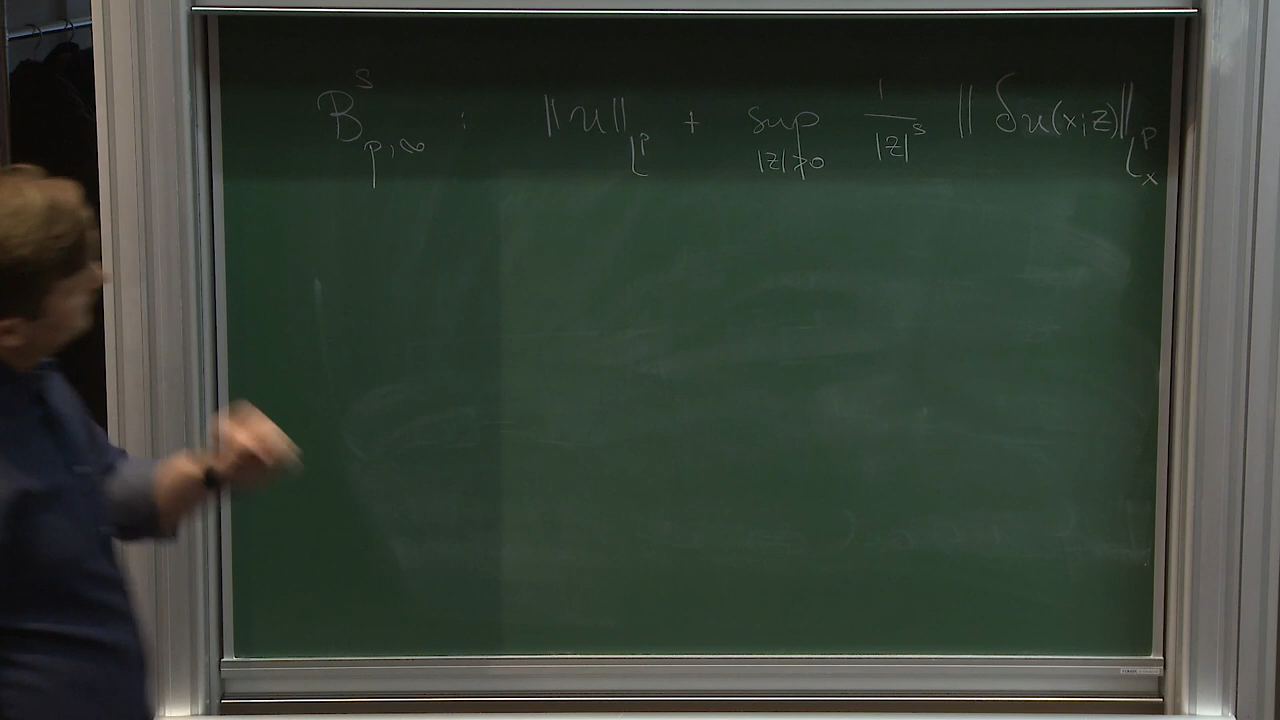 B^s_{p,∞} : ||u||_{L^p} + sup_{|z|≠0} 1/|z|^s ||δu(x;z)||_{L^p_x}